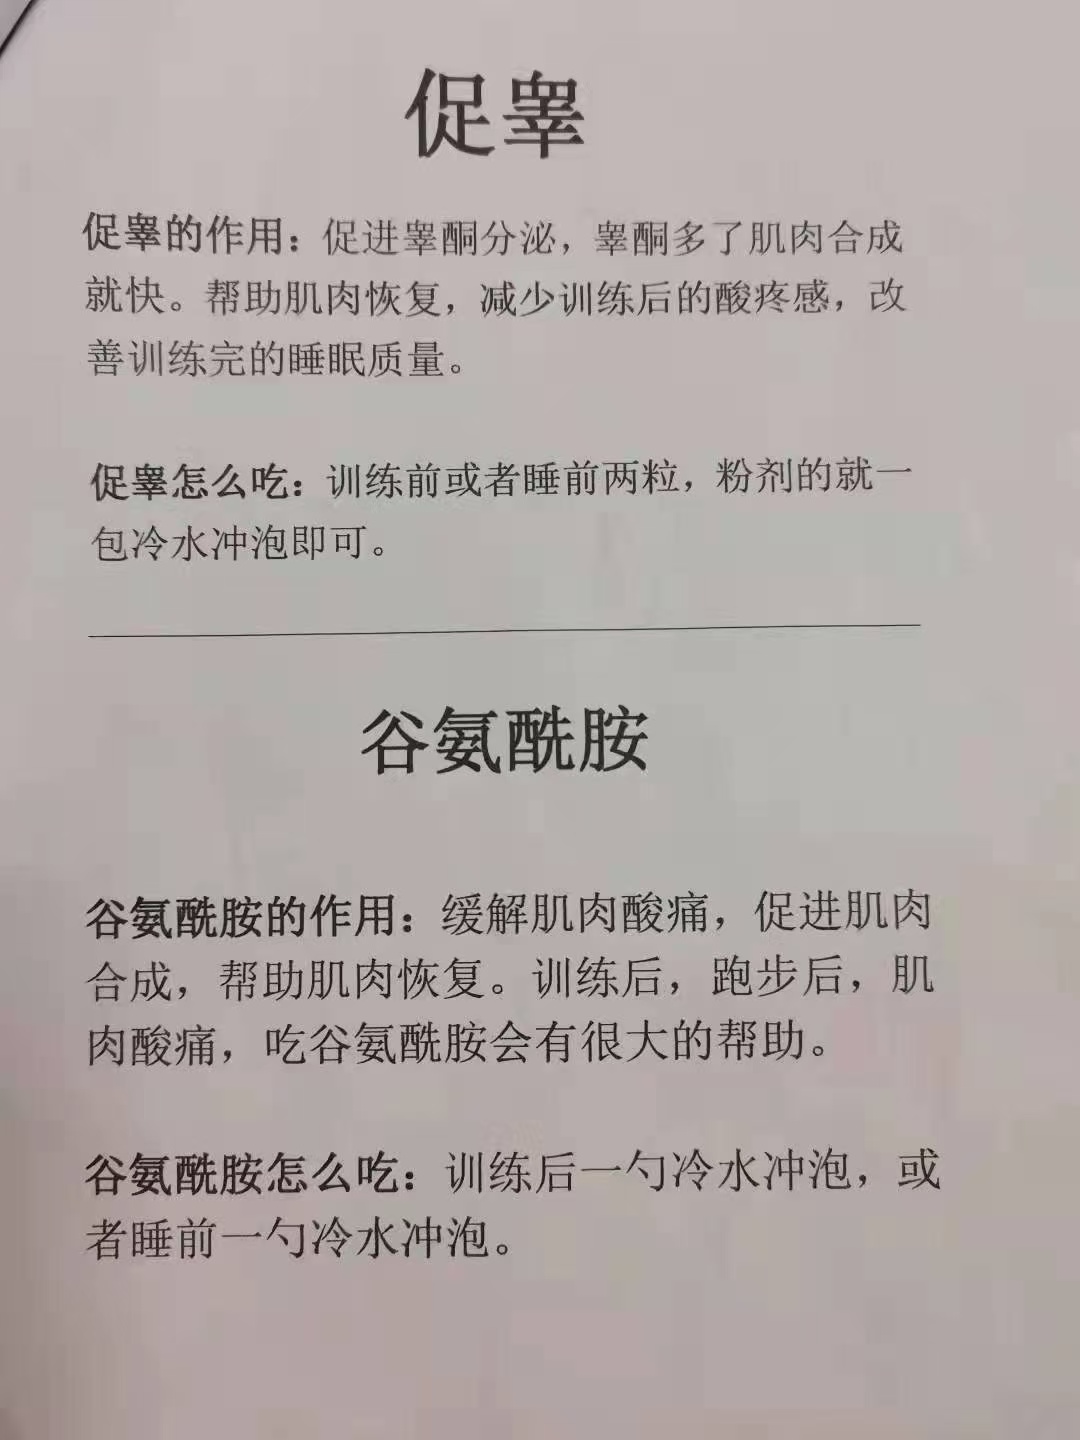 促睾
促睾的作用：促进睾酮分泌，睾酮多了肌肉合成
就快。帮助肌肉恢复，减少训练后的酸疼感，改
善训练完的睡眠质量。
促睾怎么吃：训练前或者睡前两粒，粉剂的就一
包冷水冲泡即可。
谷氨酰胺
谷氨酰胺的作用：缓解肌肉酸痛，促进肌肉
合成，帮助肌肉恢复。训练后，跑步后，肌
肉酸痛，吃谷氨酰胺会有很大的帮助。
谷氨酰胺怎么吃：训练后一勺冷水冲泡，或
者睡前一勺冷水冲泡。